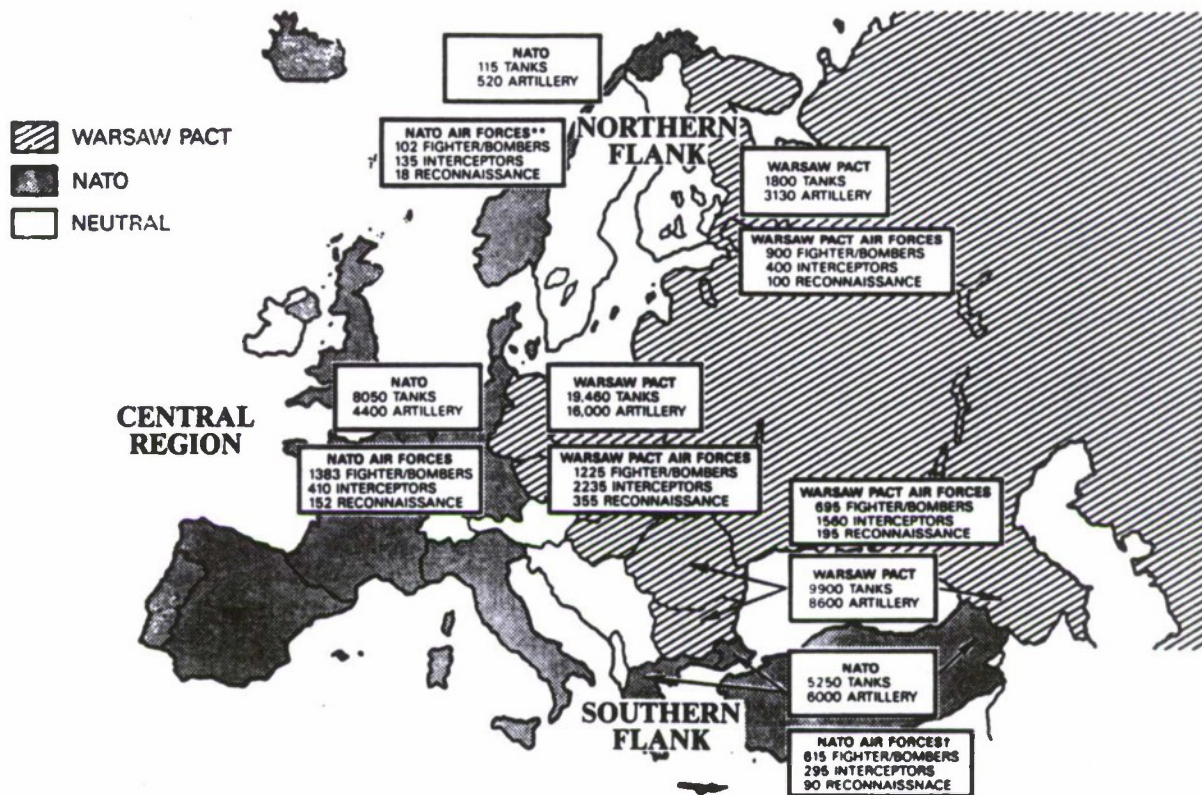 WARSAW PACT
NATO
NEUTRAL
NATO
115 TANKS
520 ARTILLERY
NATO AIR FORCES**
102 FIGHTER/BOMBERS
135 INTERCEPTORS
18 RECONNAISSANCE
NORTHERN
FLANK
WARSAW PACT
1800 TANKS
3130 ARTILLERY
WARSAW PACT AIR FORCES
900 FIGHTER/BOMBERS
400 INTERCEPTORS
100 RECONNAISSANCE
CENTRAL
REGION
NATO
8050 TANKS
4400 ARTILLERY
WARSAW PACT
19,460 TANKS
16,000 ARTILLERY
NATO AIR FORCES
1383 FIGHTER/BOMBERS
410 INTERCEPTORS
152 RECONNAISSANCE
WARSAW PACT AIR FORCES
1225 FIGHTER/BOMBERS
2235 INTERCEPTORS
355 RECONNAISSANCE
WARSAW PACT AIR FORCES
695 FIGHTER/BOMBERS
1560 INTERCEPTORS
195 RECONNAISSANCE
WARSAW PACT
9900 TANKS
8600 ARTILLERY
NATO
5250 TANKS
6000 ARTILLERY
SOUTHERN
FLANK
NATO AIR FORCES†
615 FIGHTER/BOMBERS
295 INTERCEPTORS
90 RECONNAISSNACE